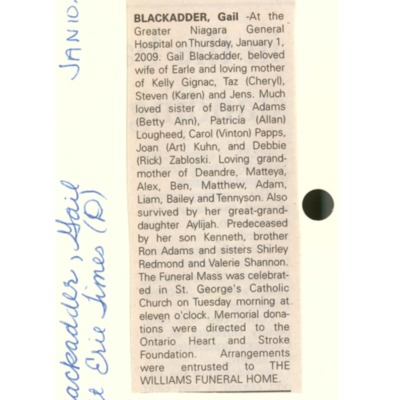 BLACKADDER, Gail -At the
Greater Niagara General
Hospital on Thursday, January 1,
2009. Gail Blackadder, beloved
wife of Earle and loving mother
of Kelly Gignac, Taz (Cheryl),
Steven (Karen) and Jens. Much
loved sister of Barry Adams
(Betty Ann), Patricia (Allan)
Lougheed, Carol (Vinton) Papps,
Joan (Art) Kuhn, and Debbie
(Rick) Zabloski. Loving grand-
mother of Deandre, Matteya,
Alex, Ben, Matthew, Adam,
Liam, Bailey and Tennyson. Also
survived by her great-grand-
daughter Aylijah. Predeceased
by her son Kenneth, brother
Ron Adams and sisters Shirley
Redmond and Valerie Shannon.
The Funeral Mass was celebrat-
ed in St. George's Catholic
Church on Tuesday morning at
eleven o'clock. Memorial dona-
tions were directed to the
Ontario Heart and Stroke
Foundation. Arrangements
were entrusted to THE
WILLIAMS FUNERAL HOME.
ackadder, Gail JAN 10.
t Erie Times (D)